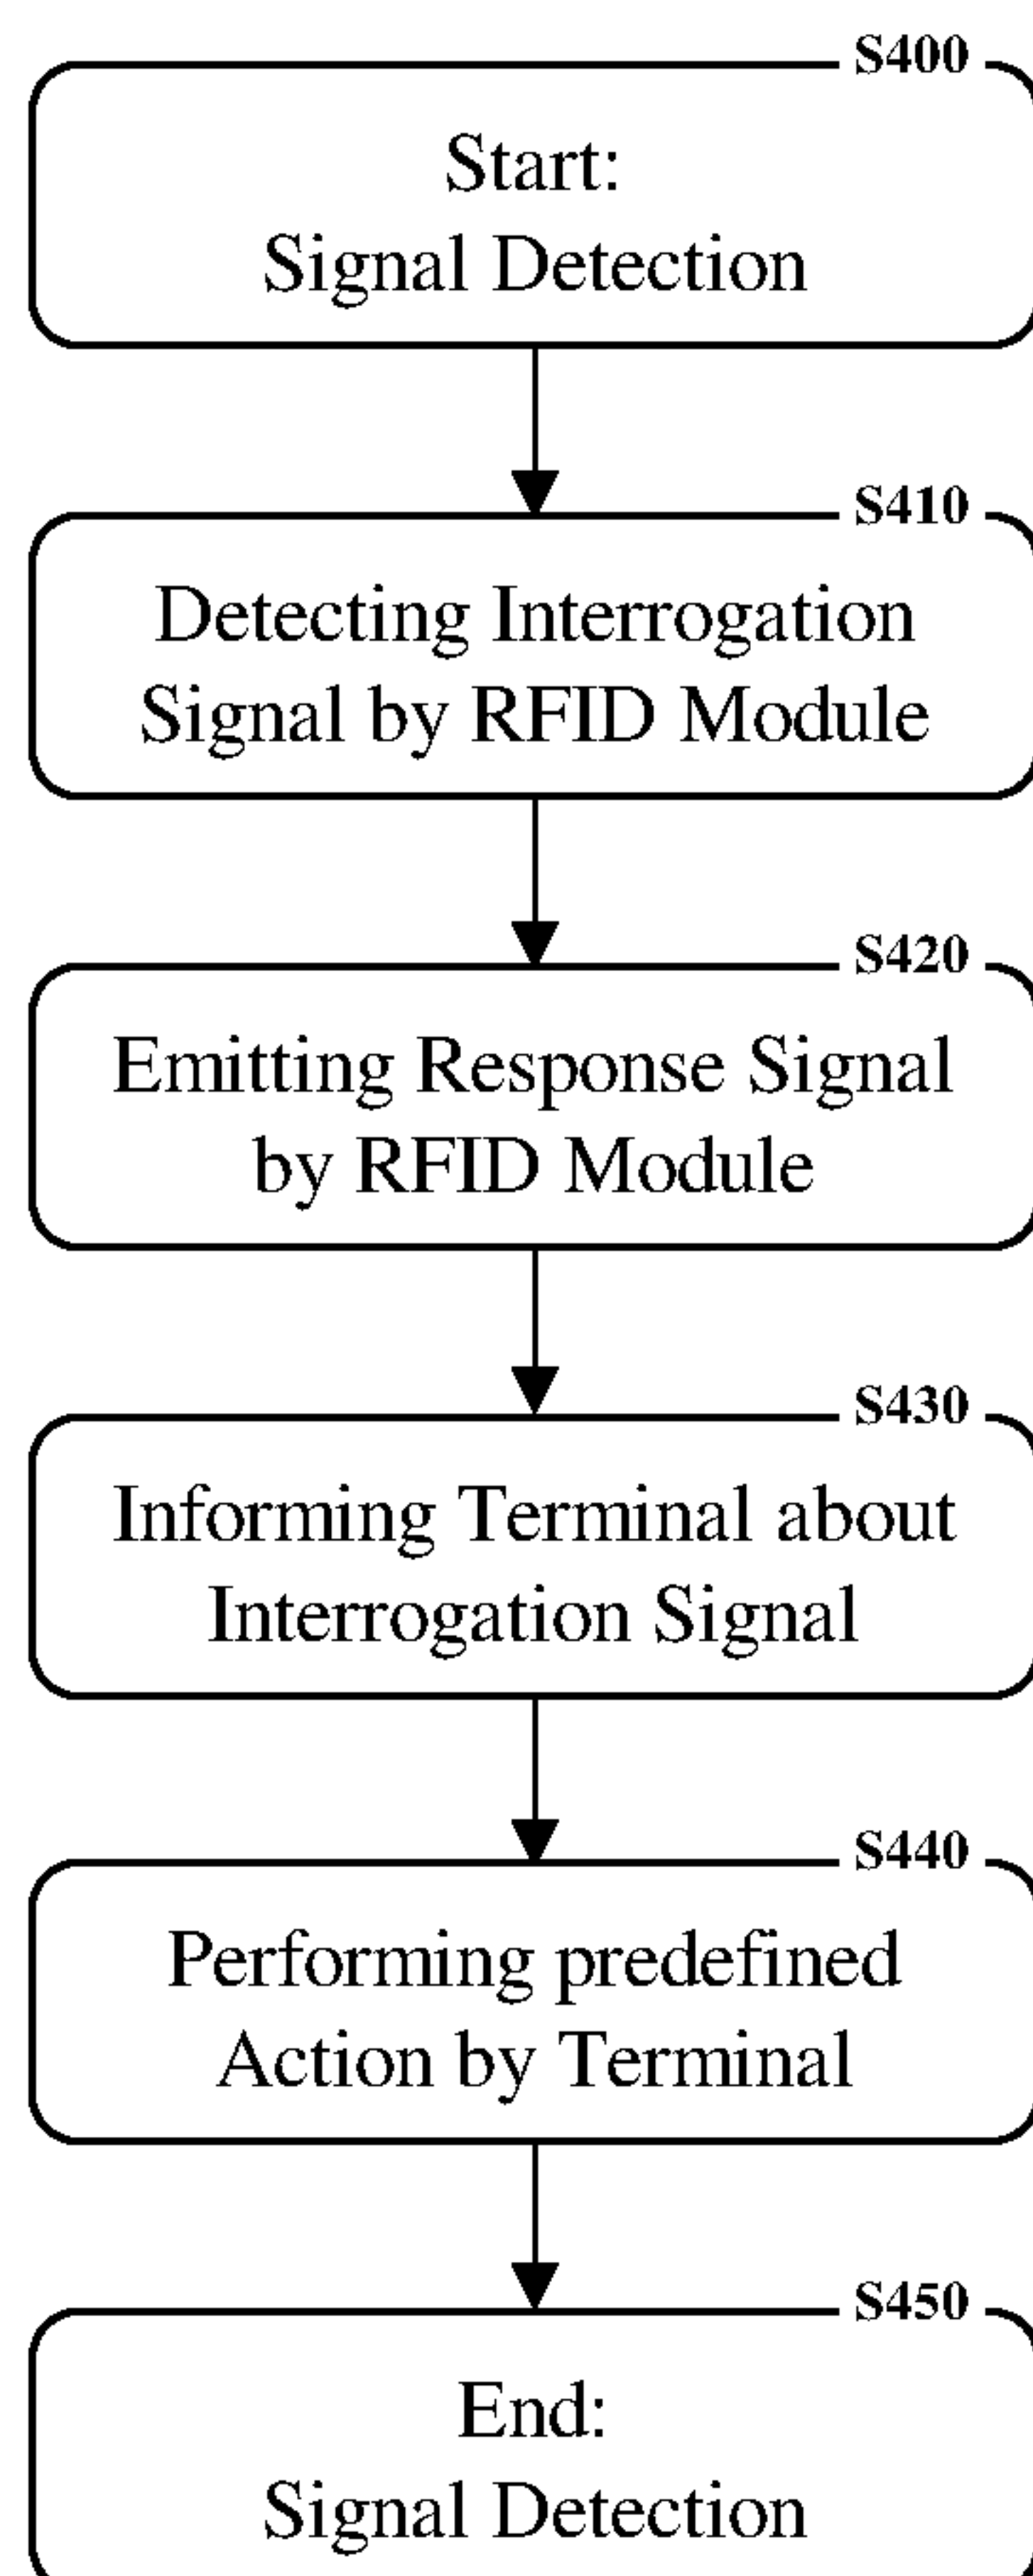 S400
Start:
Signal Detection
S410
Detecting Interrogation
Signal by RFID Module
S420
Emitting Response Signal
by RFID Module
S430
Informing Terminal about
Interrogation Signal
S440
Performing predefined
Action by Terminal
S450
End:
Signal Detection